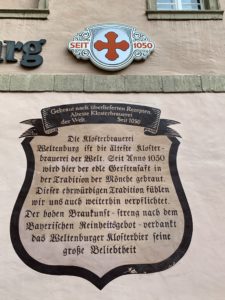 urg
SEIT 1050
Gebraut nach überlieferten Rezepten.
Älteste Klosterbrauerei
der Welt Seit 1050
Die Klosterbrauerei
Weltenburg ist die älteste Kloster-
brauerei der Welt. Seit Anno 1050
wird hier der edle Gerstensaft in
der Tradition der Mönche gebraut.
Dieser ehrwürdigen Tradition fühlen
wir uns auch weiterhin verpflichtet.
Der hohen Braukunst - streng nach dem
Bayerischen Reinheitsgebot - verdankt
das Weltenburger Klosterbier seine
große Beliebtheit